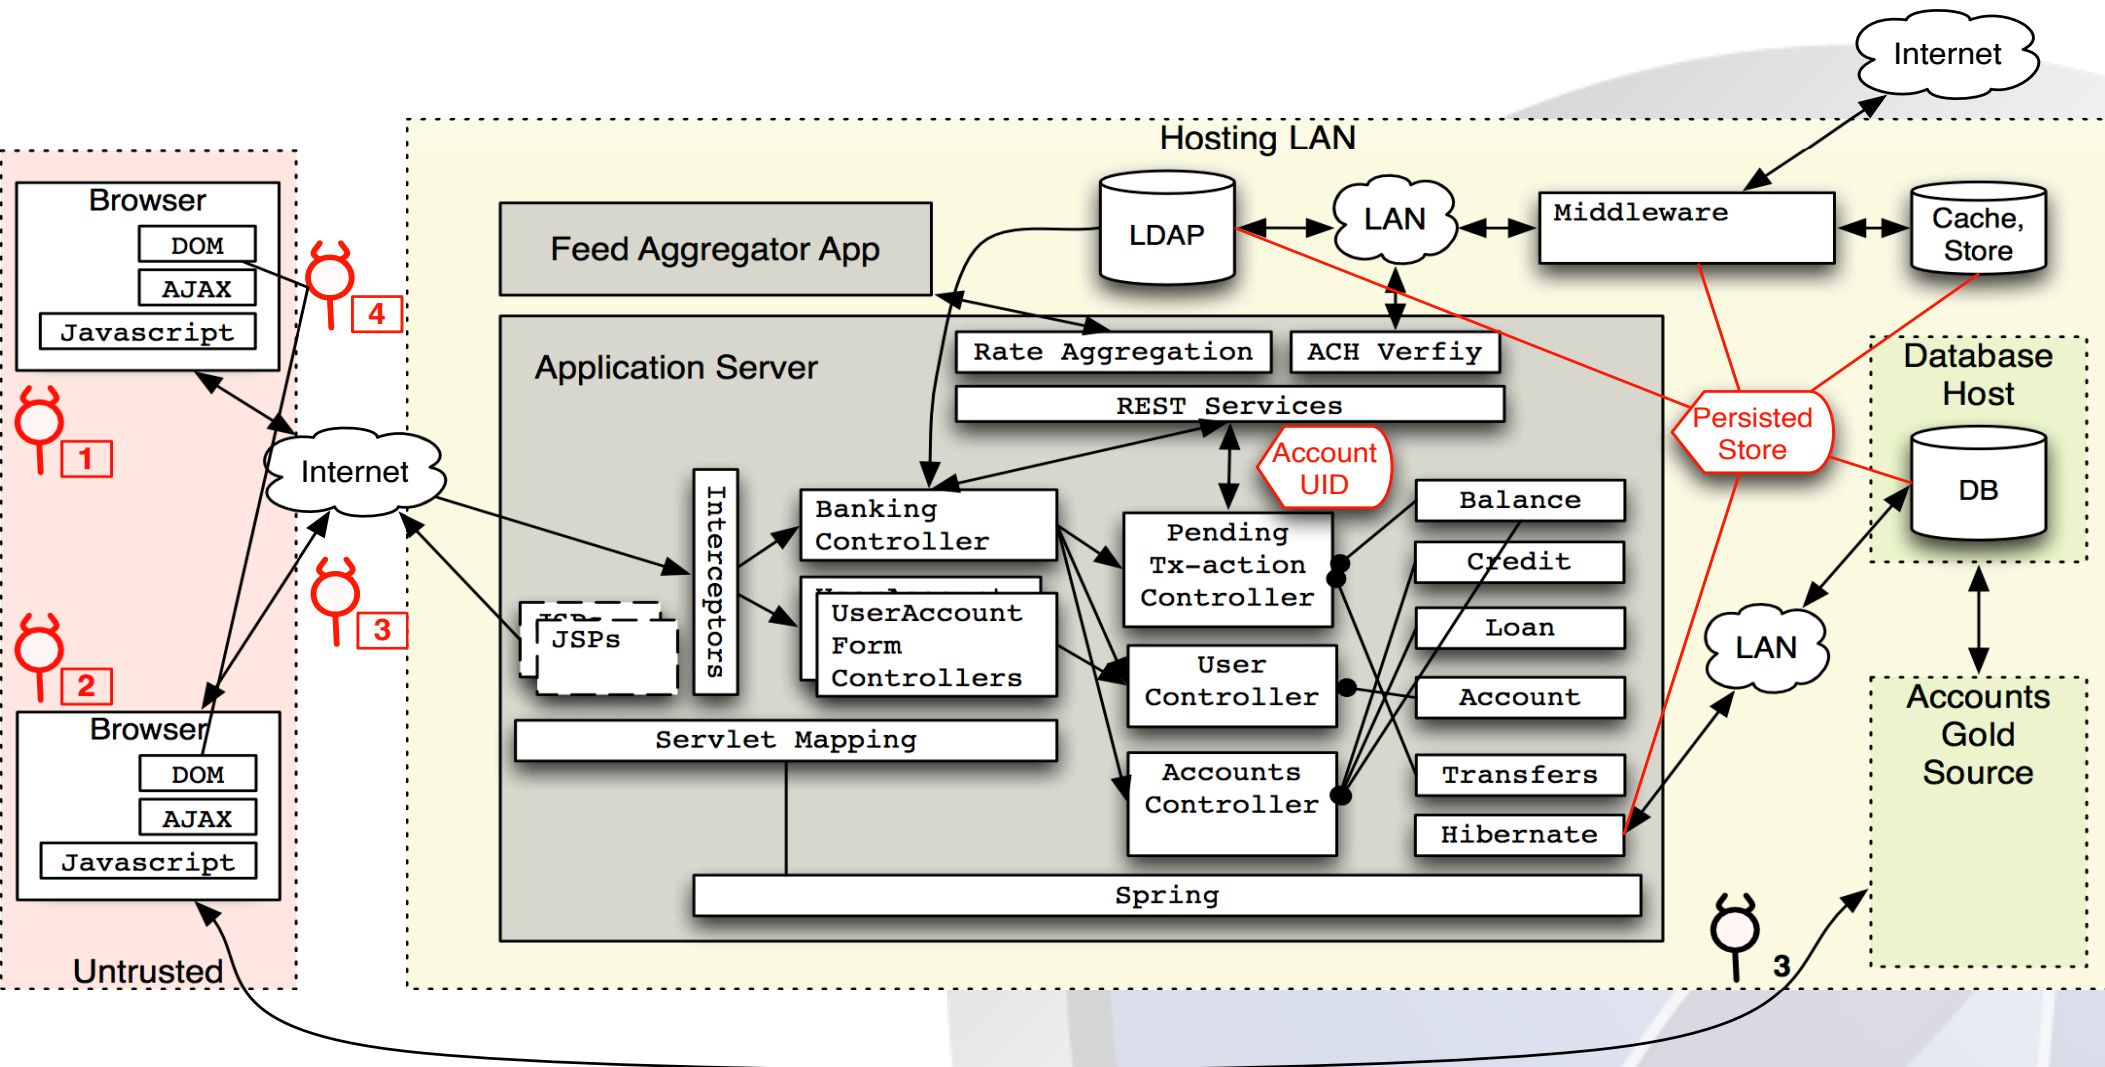 Internet
Hosting LAN
Browser
DOM
AJAX
Javascript
4
1
Internet
2
3
Browser
DOM
AJAX
Javascript
Untrusted
Feed Aggregator App
LDAP
LAN
Middleware
Cache,
Store
Application Server
Rate Aggregation
ACH Verfiy
REST Services
Account
UID
Persisted
Store
Database
Host
DB
Interceptors
Banking
Controller
UserAccount
Form
Controllers
JSPs
JSPs
Servlet Mapping
Pending
Tx-action
Controller
User
Controller
Accounts
Controller
Balance
Credit
Loan
Account
Transfers
Hibernate
Spring
LAN
Accounts
Gold
Source
3